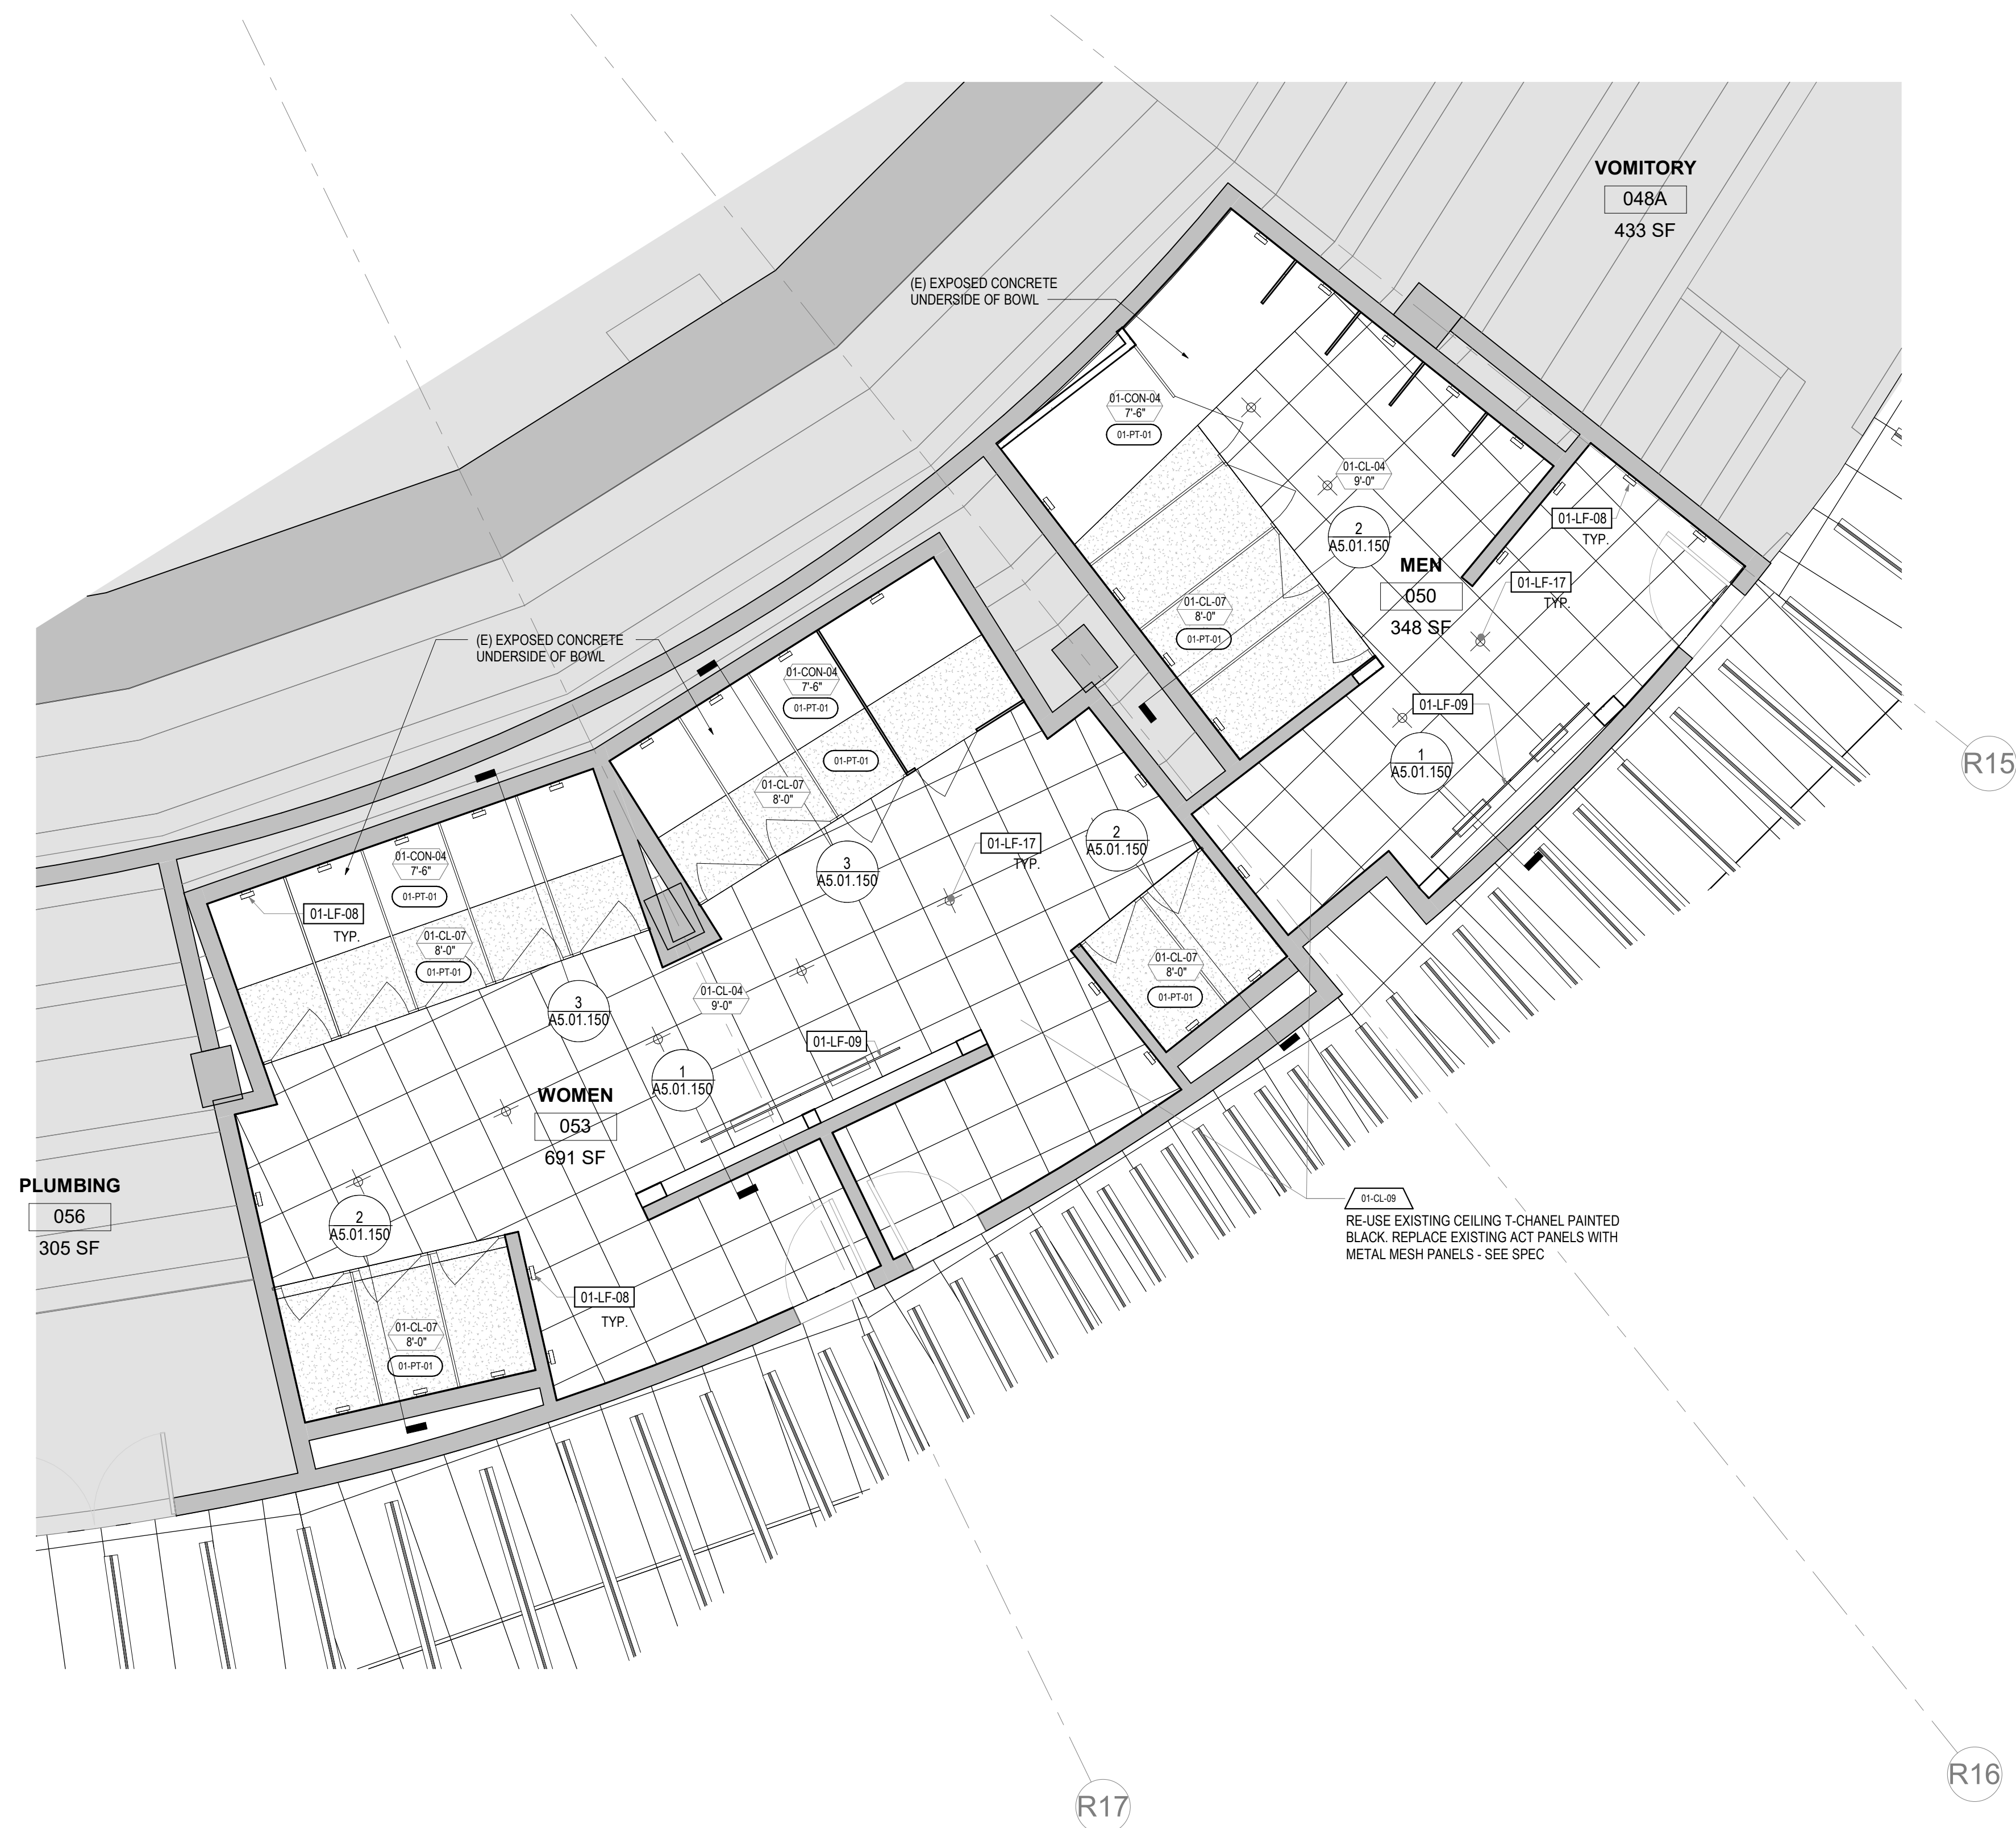 VOMITORY
048A
433 SF
(E) EXPOSED CONCRETE
UNDERSIDE OF BOWL
01-CON-04
7'-6"
01-PT-01
01-CL-04
9'-0"
2
A5.01.150
01-LF-08
TYP.
MEN
050
348 SF
01-LF-17
TYP.
01-CL-07
8'-0"
01-PT-01
01-LF-09
1
A5.01.150
R15
(E) EXPOSED CONCRETE
UNDERSIDE OF BOWL
01-CON-04
7'-6"
01-PT-01
01-PT-01
01-CL-07
8'-0"
3
A5.01.150
01-LF-17
TYP.
2
A5.01.150
01-CON-04
7'-6"
01-PT-01
01-LF-08
TYP.
01-CL-07
8'-0"
01-PT-01
01-CL-07
8'-0"
01-PT-01
3
A5.01.150
01-CL-04
9'-0"
01-LF-09
1
A5.01.150
WOMEN
053
691 SF
PLUMBING
056
305 SF
2
A5.01.150
01-LF-08
TYP.
01-CL-07
8'-0"
01-PT-01
01-CL-09
RE-USE EXISTING CEILING T-CHANEL PAINTED
BLACK. REPLACE EXISTING ACT PANELS WITH
METAL MESH PANELS - SEE SPEC
R16
R17